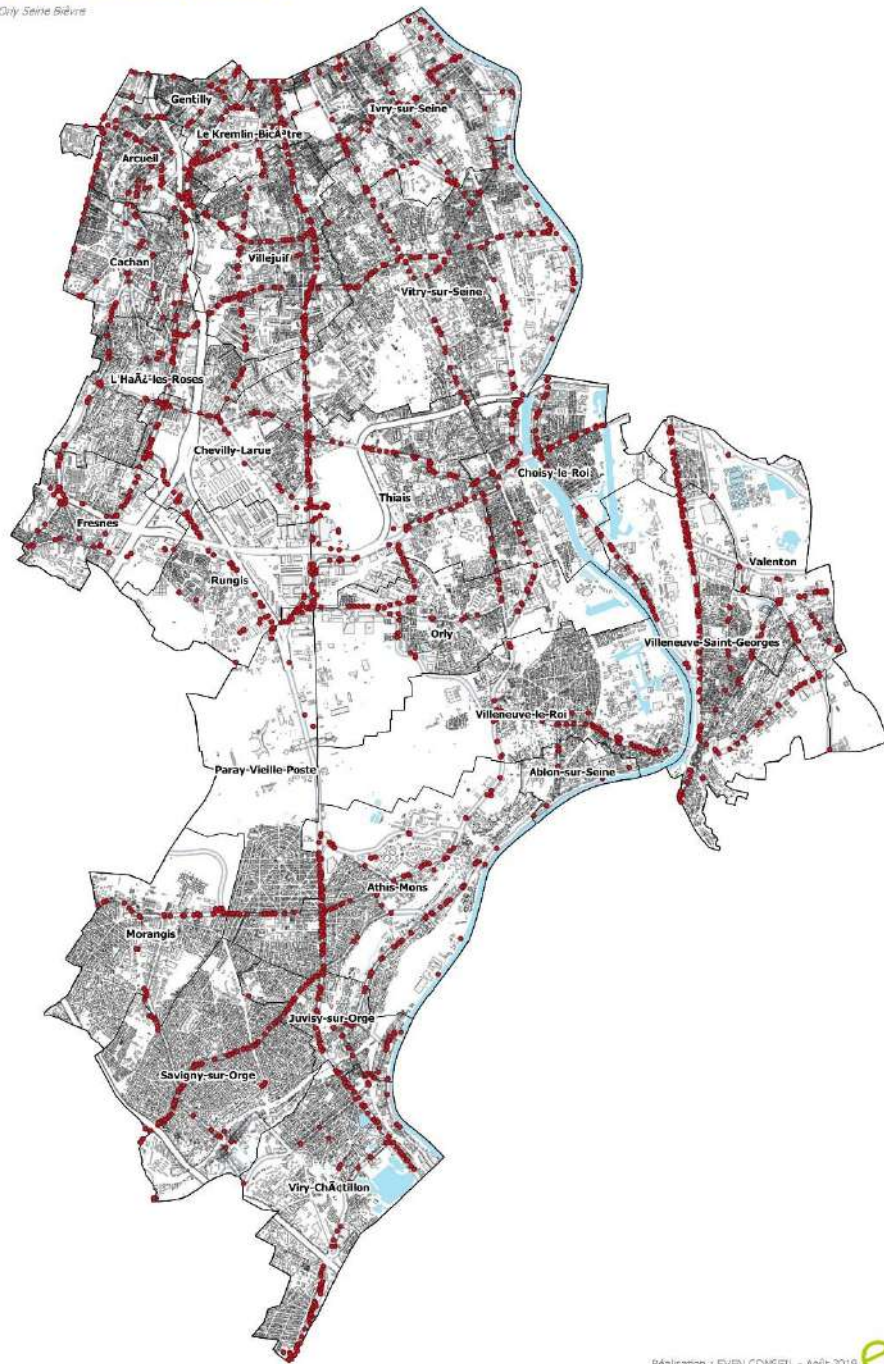 Orly Seine Bièvre
Gentilly
Ivry-sur-Seine
Le Kremlin-BicÃªtre
Arcueil
Cachan
Villejuif
Vitry-sur-Seine
L'HaÃ¿-les-Roses
Chevilly-Larue
Choisy-le-Roi
Thiais
Fresnes
Valenton
Rungis
Orly
Villeneuve-Saint-Georges
Villeneuve-le-Roi
Paray-Vieille-Poste
Ablon-sur-Seine
Athis-Mons
Morangis
Juvisy-sur-Orge
Savigny-sur-Orge
Viry-ChÃ¢tillon
Réalisation : EVEN CONSEIL - Août 2019